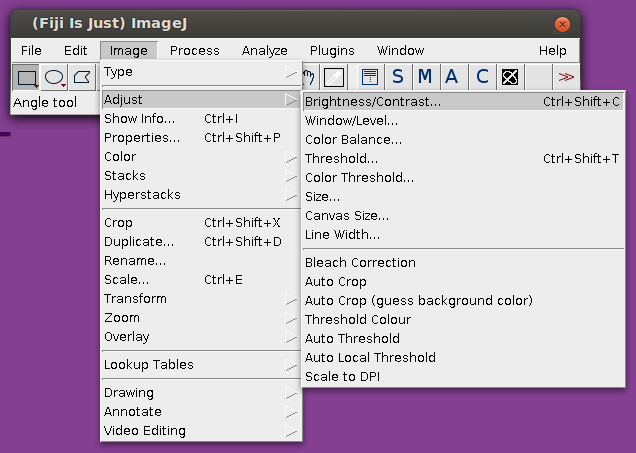 (Fiji Is Just) ImageJ
File Edit Image Process Analyze Plugins Window Help
S M A C >>
Angle tool
Type
Adjust
Show Info... Ctrl+I
Properties... Ctrl+Shift+P
Color
Stacks
Hyperstacks
Crop Ctrl+Shift+X
Duplicate... Ctrl+Shift+D
Rename...
Scale... Ctrl+E
Transform
Zoom
Overlay
Lookup Tables
Drawing
Annotate
Video Editing
Brightness/Contrast... Ctrl+Shift+C
Window/Level...
Color Balance...
Threshold... Ctrl+Shift+T
Color Threshold...
Size...
Canvas Size...
Line Width...
Bleach Correction
Auto Crop
Auto Crop (guess background color)
Threshold Colour
Auto Threshold
Auto Local Threshold
Scale to DPI